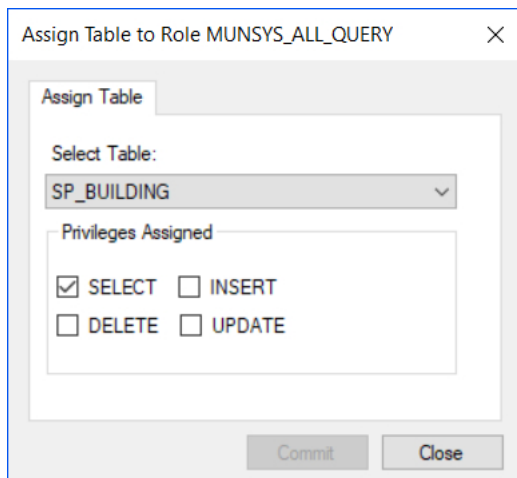 Assign Table to Role MUNSYS_ALL_QUERY
Assign Table
Select Table:
SP_BUILDING
Privileges Assigned
SELECT INSERT
DELETE UPDATE
Commit Close